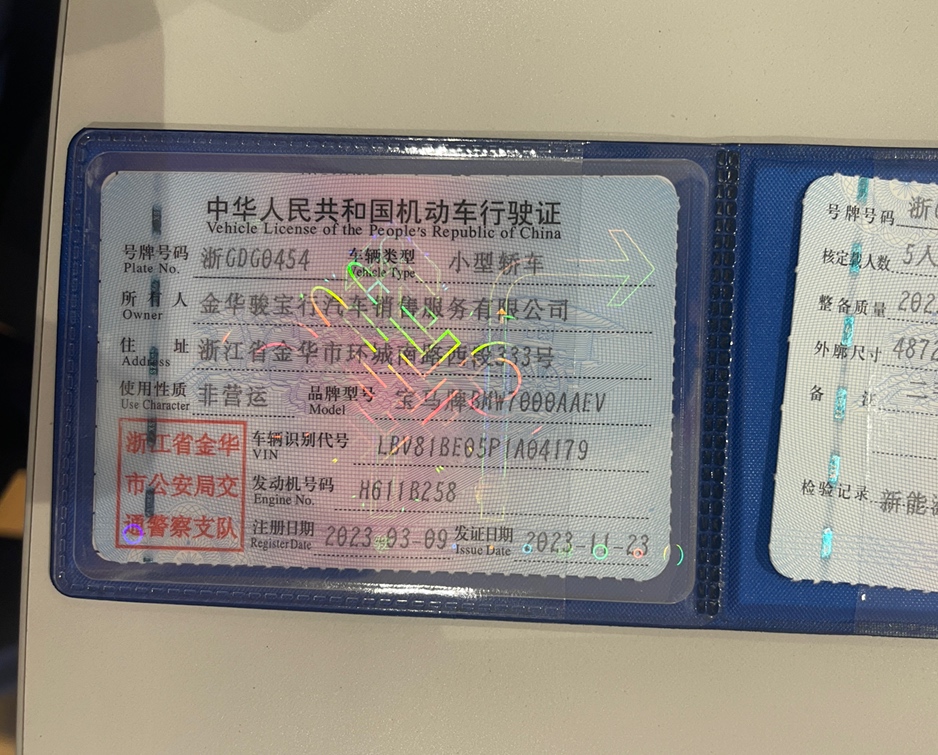 中华人民共和国机动车行驶证
Vehicle License of the People's Republic of China
号牌号码 浙GDG0454 车辆类型 小型轿车
Plate No. Vehicle Type
所有人 金华骏宝行汽车销售服务有限公司
Owner
住址 浙江省金华市环城南路西段333号
Address
使用性质 非营运 品牌型号 宝马牌BMW7000AAEV
Use Character Model
浙江省金华
市公安局交
通警察支队
车辆识别代号 LBV81BE05P1A04179
VIN
发动机号码 H611B258
Engine No.
注册日期 2023-03-09 发证日期 2023-11-23
Register Date Issue Date
号牌号码 浙
核定载人数 5人
整备质量 202
外廓尺寸 4872
备注
检验记录 新能源